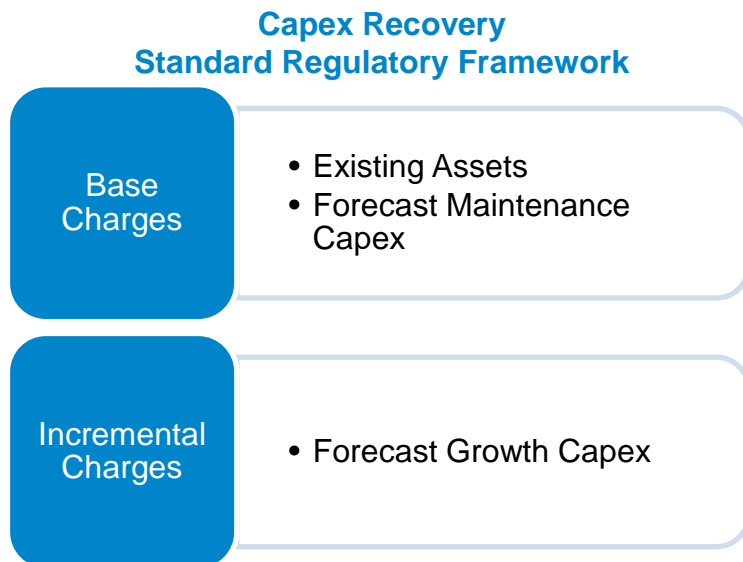 Capex Recovery
Standard Regulatory Framework
Base
Charges
• Existing Assets
• Forecast Maintenance
Capex
Incremental
Charges
• Forecast Growth Capex